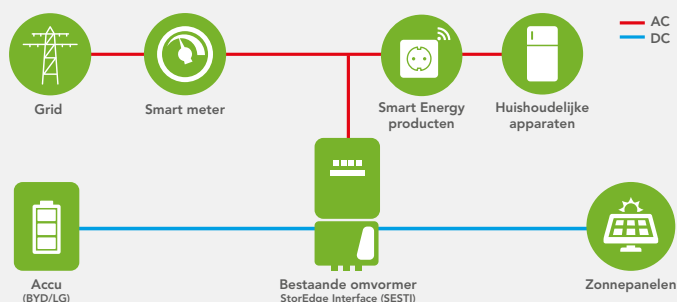 AC
DC
Grid
Smart meter
Smart Energy
producten
Huishoudelijke
apparaten
Accu
(BYD/LG)
Bestaande omvormer
StorEdge Interface (SESTI)
Zonnepanelen